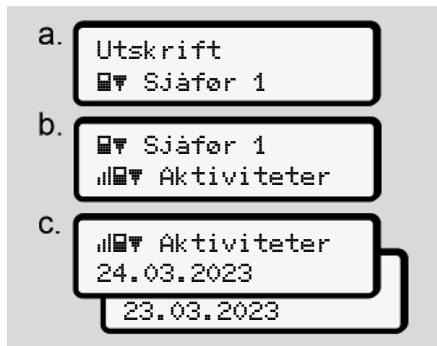 a.
Utskrift
Sjåfør 1
b.
Sjåfør 1
Aktiviteter
c.
Aktiviteter
24.03.2023
23.03.2023